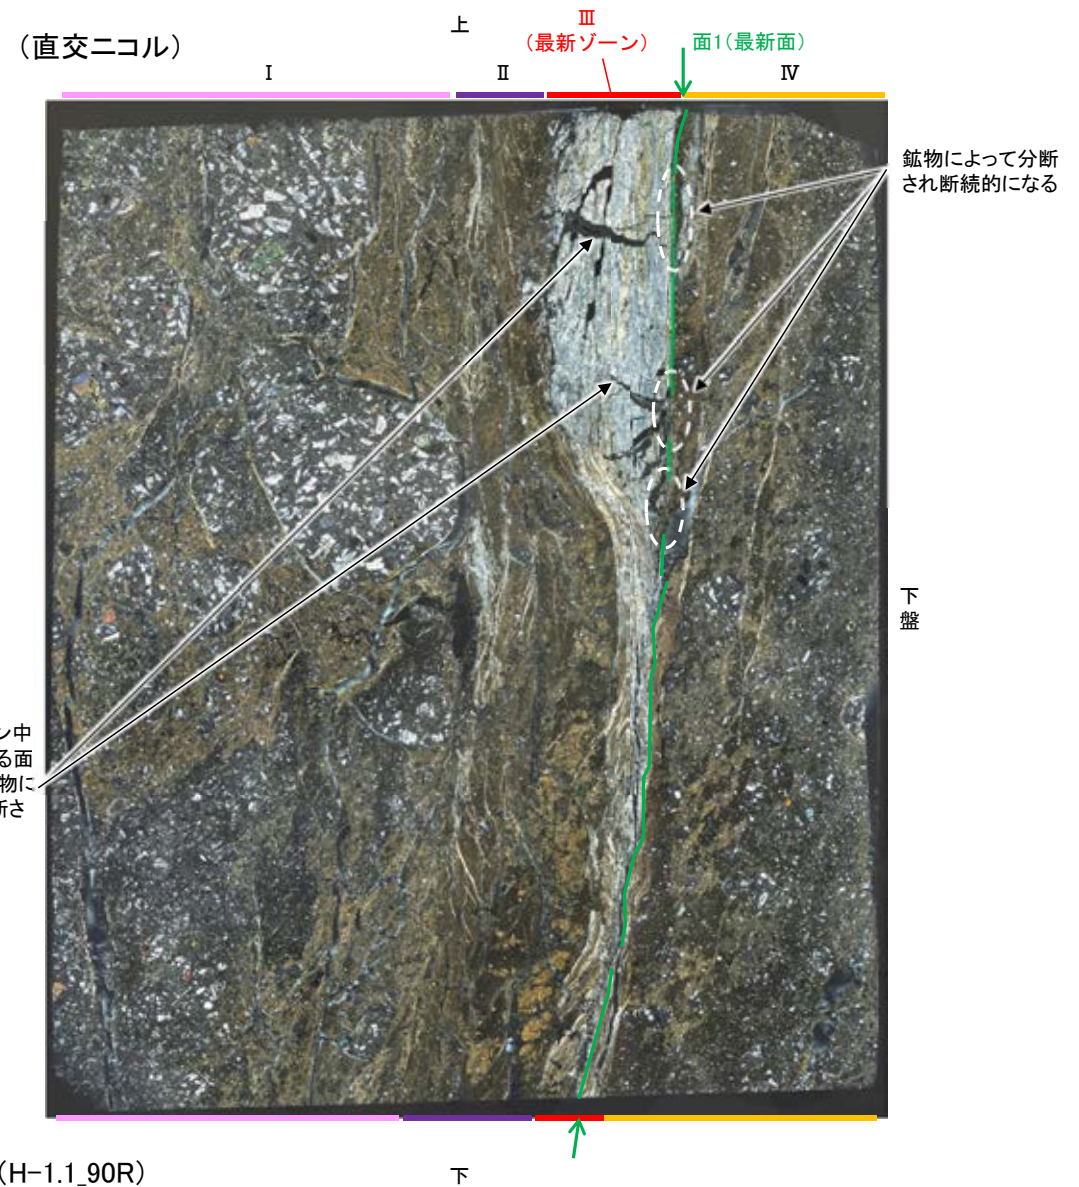 (直交ニコル)
上
Ⅲ
(最新ゾーン)
面1(最新面)
Ⅰ
Ⅱ
Ⅳ
鉱物によって分断
され断続的になる
下
盤
ン中
る面
物に
断さ
(H-1.1_90R)
下